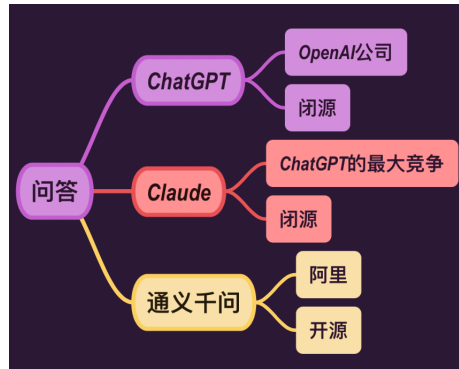 问答
ChatGPT
OpenAI公司
闭源
Claude
ChatGPT的最大竞争
闭源
通义千问
阿里
开源